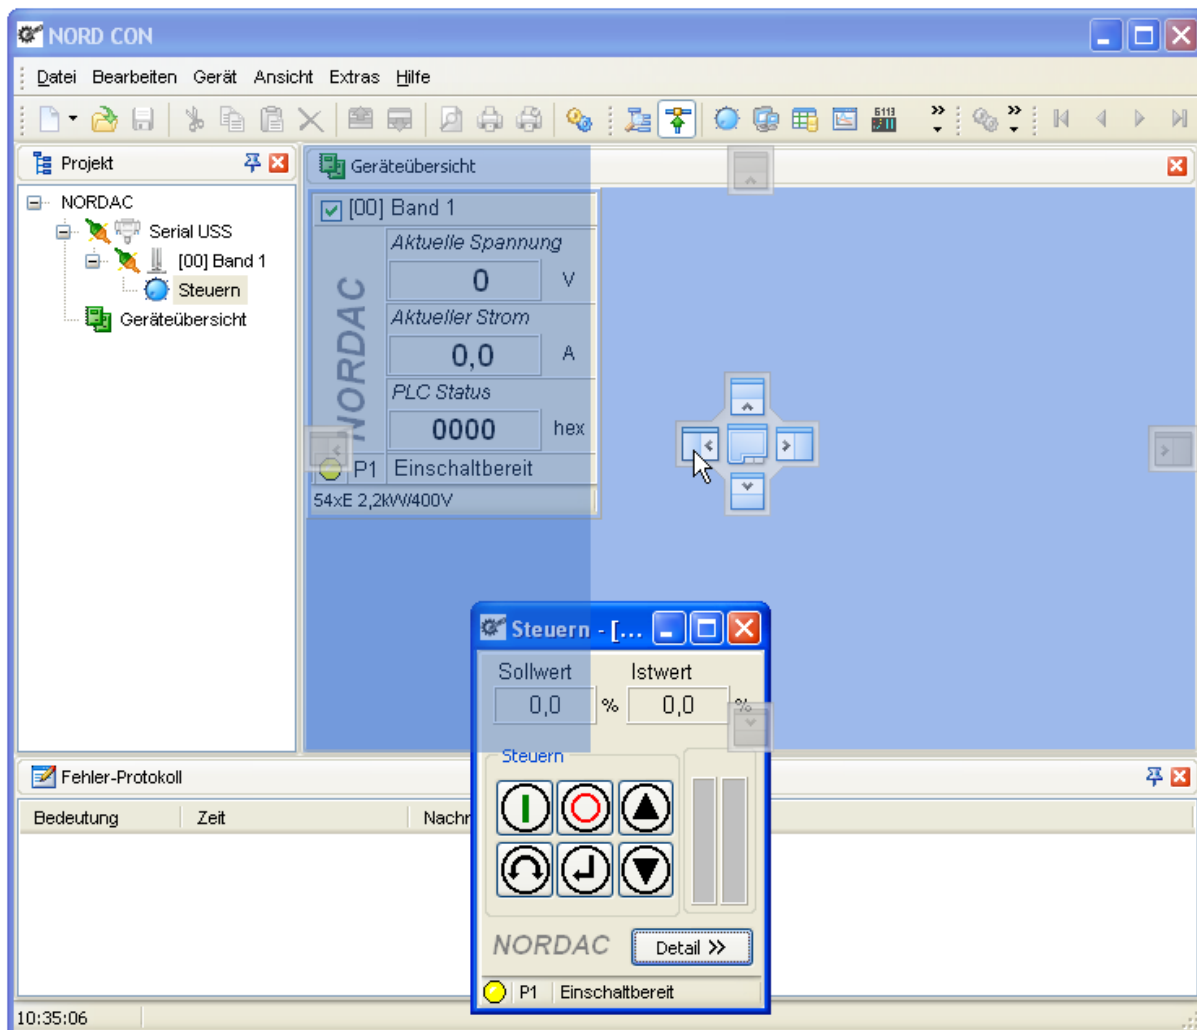 NORD CON
Datei Bearbeiten Gerät Ansicht Extras Hilfe
Projekt
NORDAC
Serial USS
[00] Band 1
Steuern
Geräteübersicht
Geräteübersicht
[00] Band 1
NORDAC
Aktuelle Spannung
0 V
Aktueller Strom
0,0 A
PLC Status
0000 hex
P1 Einschaltbereit
54xE 2,2kW/400V
Steuern - [...
Sollwert Istwert
0,0 % 0,0 %
Steuern
NORDAC Detail >>
P1 Einschaltbereit
Fehler-Protokoll
Bedeutung Zeit
10:35:06